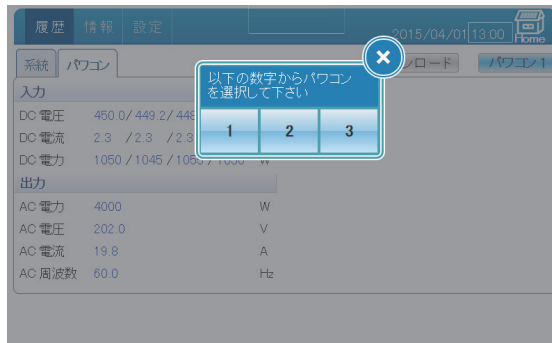 履歴 情報 設定
2015/04/01 13:00 Home
系統 パワコン
ンロード パワコン 1
以下の数字からパワコン
を選択して下さい
1 2 3
入力
DC 電圧 450.0/ 449.2/ 448
DC 電流 2.3 / 2.3 / 2.3
DC 電力 1050 / 1045 / 1050 / 1050 W
出力
AC 電力 4000 W
AC 電圧 202.0 V
AC 電流 19.8 A
AC 周波数 60.0 Hz